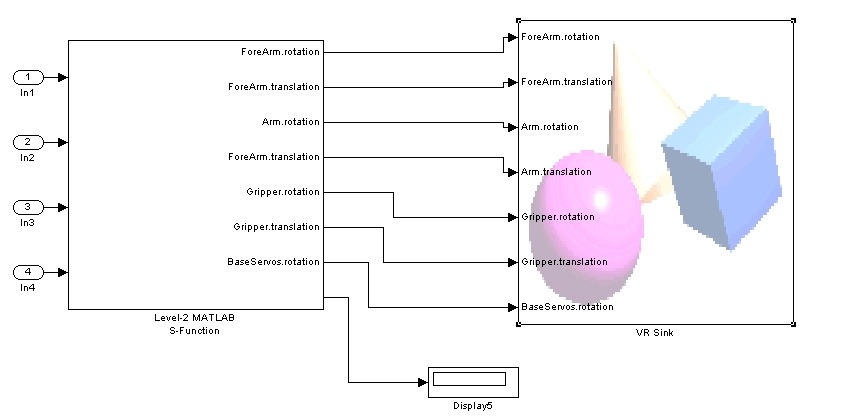 1
In1
2
In2
3
In3
4
In4
ForeArm.rotation
ForeArm.translation
Arm.rotation
ForeArm.translation
Gripper.rotation
Gripper.translation
BaseServos.rotation
Level-2 MATLAB
S-Function
ForeArm.rotation
ForeArm.translation
Arm.rotation
Arm.translation
Gripper.rotation
Gripper.translation
BaseServos.rotation
VR Sink
Display5